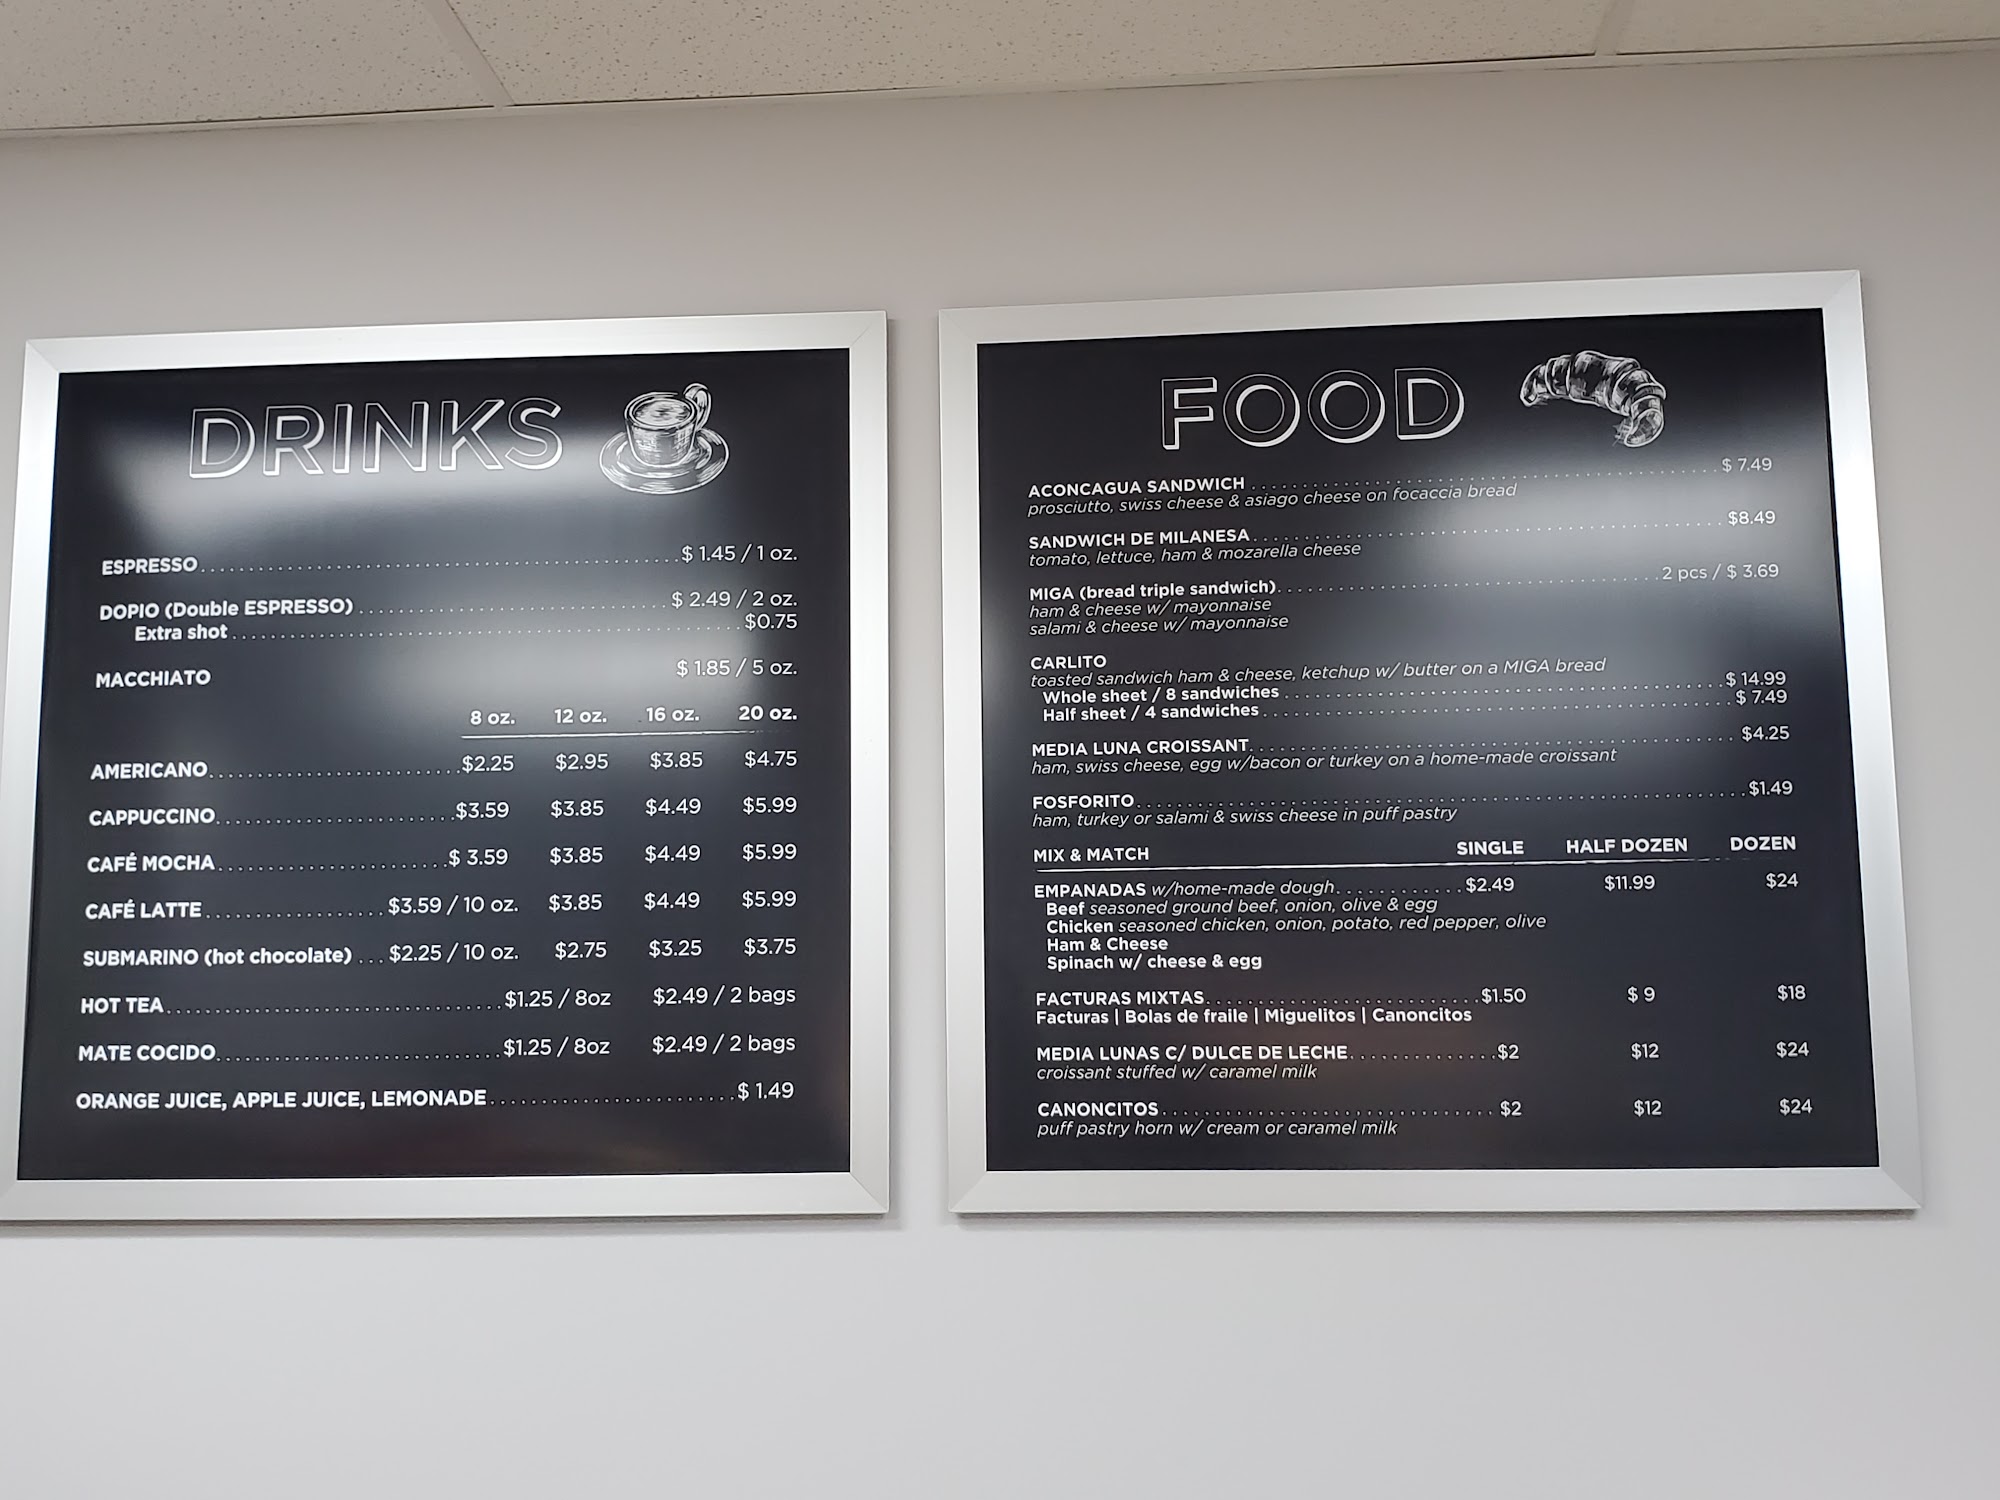 DRINKS
ESPRESSO $ 1.45 / 1 oz.
DOPIO (Double ESPRESSO) $ 2.49 / 2 oz.
Extra shot $0.75
MACCHIATO $ 1.85 / 5 oz.
8 oz. 12 oz. 16 oz. 20 oz.
AMERICANO $2.25 $2.95 $3.85 $4.75
CAPPUCCINO $3.59 $3.85 $4.49 $5.99
CAFÉ MOCHA $ 3.59 $3.85 $4.49 $5.99
CAFÉ LATTE $3.59 / 10 oz. $3.85 $4.49 $5.99
SUBMARINO (hot chocolate) $2.25 / 10 oz. $2.75 $3.25 $3.75
HOT TEA $1.25 / 8oz $2.49 / 2 bags
MATE COCIDO $1.25 / 8oz $2.49 / 2 bags
ORANGE JUICE, APPLE JUICE, LEMONADE $ 1.49
FOOD
ACONCAGUA SANDWICH $ 7.49
prosciutto, swiss cheese & asiago cheese on focaccia bread
SANDWICH DE MILANESA $8.49
tomato, lettuce, ham & mozarella cheese
MIGA (bread triple sandwich) 2 pcs / $ 3.69
ham & cheese w/ mayonnaise
salami & cheese w/ mayonnaise
CARLITO
toasted sandwich ham & cheese, ketchup w/ butter on a MIGA bread
Whole sheet / 8 sandwiches $ 14.99
Half sheet / 4 sandwiches $ 7.49
MEDIA LUNA CROISSANT $4.25
ham, swiss cheese, egg w/bacon or turkey on a home-made croissant
FOSFORITO $1.49
ham, turkey or salami & swiss cheese in puff pastry
MIX & MATCH SINGLE HALF DOZEN DOZEN
EMPANADAS w/home-made dough $2.49 $11.99 $24
Beef seasoned ground beef, onion, olive & egg
Chicken seasoned chicken, onion, potato, red pepper, olive
Ham & Cheese
Spinach w/ cheese & egg
FACTURAS MIXTAS $1.50 $ 9 $18
Facturas | Bolas de fraile | Miguelitos | Canoncitos
MEDIA LUNAS C/ DULCE DE LECHE $2 $12 $24
croissant stuffed w/ caramel milk
CANONCITOS $2 $12 $24
puff pastry horn w/ cream or caramel milk